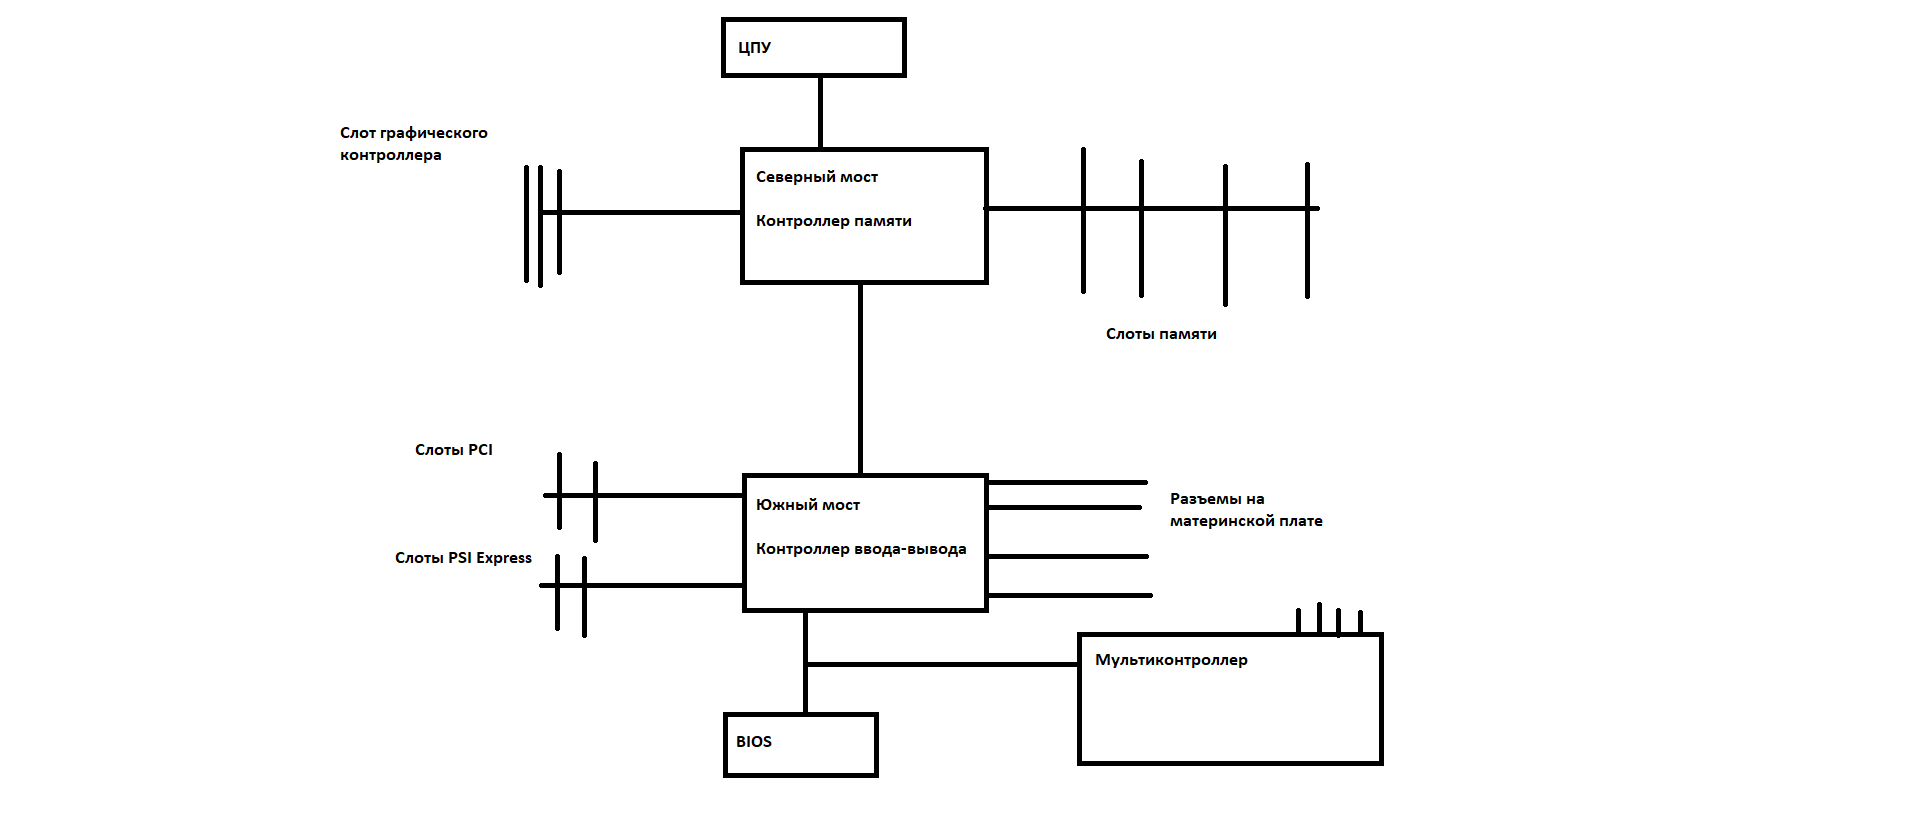 ЦПУ
Слот графического
контроллера
Северный мост
Контроллер памяти
Слоты памяти
Слоты PCI
Южный мост
Контроллер ввода-вывода
Разъемы на
материнской плате
Слоты PSI Express
Мультиконтроллер
BIOS